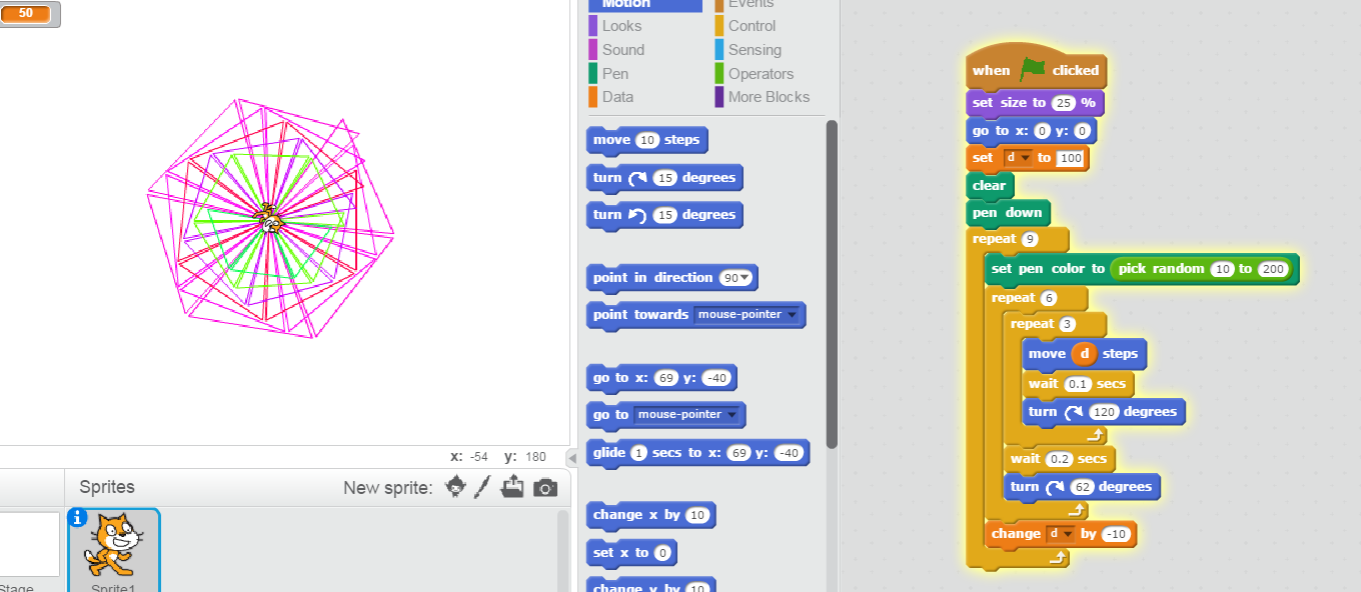 50
Motion
Events
Looks
Control
Sound
Sensing
Pen
Operators
Data
More Blocks
move 10 steps
turn 15 degrees
turn 15 degrees
point in direction 90
point towards mouse-pointer
go to x: 69 y: -40
go to mouse-pointer
glide 1 secs to x: 69 y: -40
change x by 10
set x to 0
change y by 10
x: -54 y: 180
Sprites
New sprite:
Stage
Sprite1
when clicked
set size to 25 %
go to x: 0 y: 0
set d to 100
clear
pen down
repeat 9
set pen color to pick random 10 to 200
repeat 6
repeat 3
move d steps
wait 0.1 secs
turn 120 degrees
wait 0.2 secs
turn 62 degrees
change d by -10